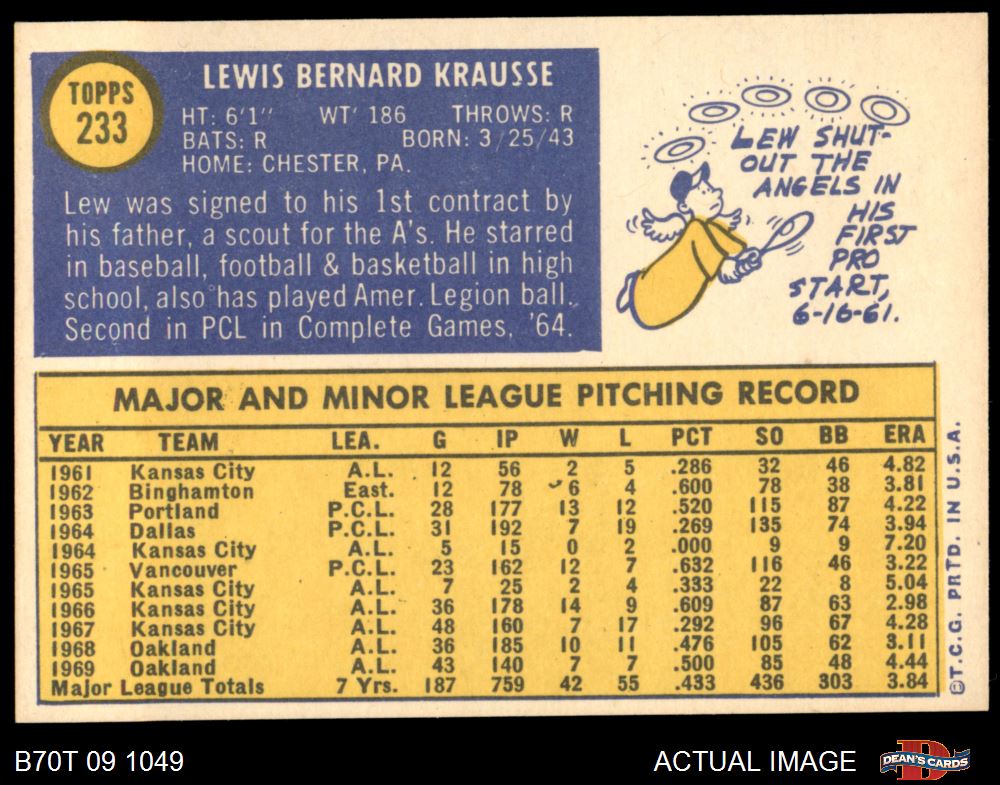 TOPPS
233
LEWIS BERNARD KRAUSSE
HT: 6'1" WT' 186 THROWS: R
BATS: R BORN: 3/25/43
HOME: CHESTER, PA.
Lew was signed to his 1st contract by
his father, a scout for the A's. He starred
in baseball, football & basketball in high
school, also has played Amer. Legion ball.
Second in PCL in Complete Games, '64.
LEW SHUT-
OUT THE
ANGELS IN
HIS
FIRST
PRO
START,
6-16-61.
MAJOR AND MINOR LEAGUE PITCHING RECORD
YEAR TEAM LEA. G IP W L PCT SO BB ERA
1961 Kansas City A.L. 12 56 2 5 .286 32 46 4.82
1962 Binghamton East. 12 78 6 4 .600 78 38 3.81
1963 Portland P.C.L. 28 177 13 12 .520 115 87 4.22
1964 Dallas P.C.L. 31 192 7 19 .269 135 74 3.94
1964 Kansas City A.L. 5 15 0 2 .000 9 9 7.20
1965 Vancouver P.C.L. 23 162 12 7 .632 116 46 3.22
1965 Kansas City A.L. 7 25 2 4 .333 22 8 5.04
1966 Kansas City A.L. 36 178 14 9 .609 87 63 2.98
1967 Kansas City A.L. 48 160 7 17 .292 96 67 4.28
1968 Oakland A.L. 36 185 10 11 .476 105 62 3.11
1969 Oakland A.L. 43 140 7 7 .500 85 48 4.44
Major League Totals 7 Yrs. 187 759 42 55 .433 436 303 3.84
©T.C.G. PRTD. IN U.S.A.
B70T 09 1049
ACTUAL IMAGE
DEAN'S CARDS